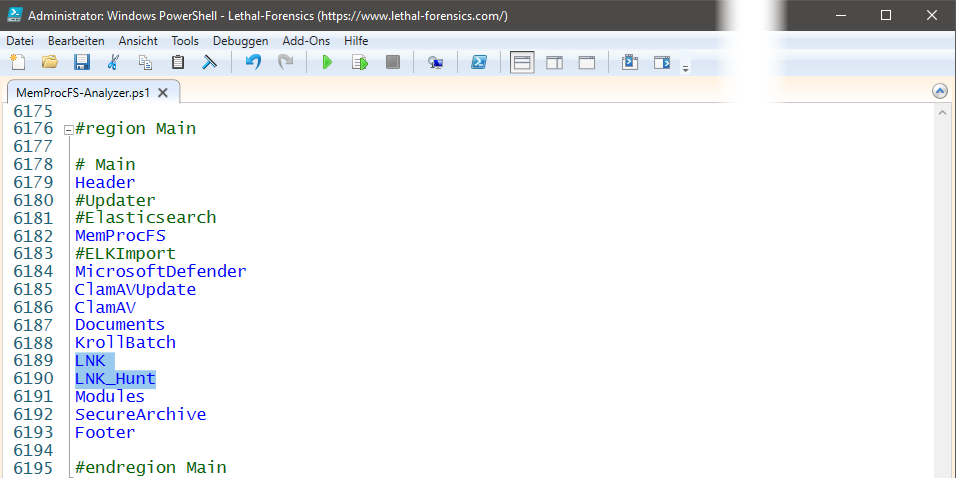 Administrator: Windows PowerShell - Lethal-Forensics (https://www.lethal-forensics.com/)
Datei Bearbeiten Ansicht Tools Debuggen Add-Ons Hilfe
MemProcFS-Analyzer.ps1
6175
6176 #region Main
6177
6178 # Main
6179 Header
6180 #Updater
6181 #Elasticsearch
6182 MemProcFS
6183 #ELKImport
6184 MicrosoftDefender
6185 ClamAVUpdate
6186 ClamAV
6187 Documents
6188 KrollBatch
6189 LNK
6190 LNK_Hunt
6191 Modules
6192 SecureArchive
6193 Footer
6194
6195 #endregion Main